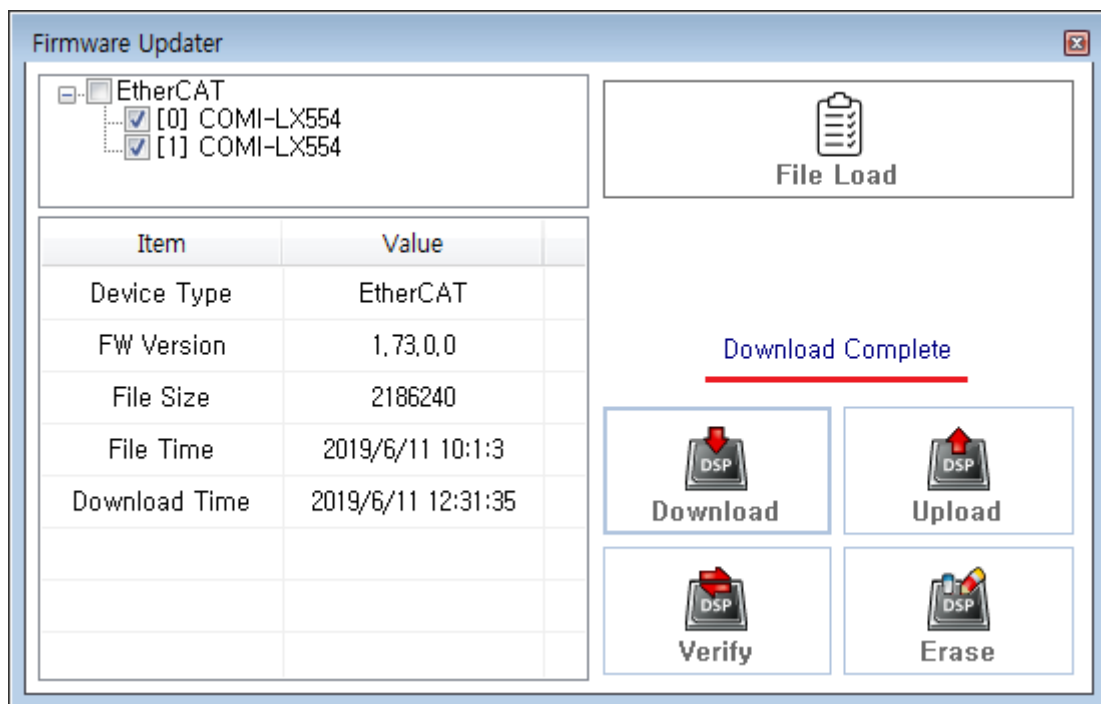 Firmware Updater
EtherCAT
[0] COMI-LX554
[1] COMI-LX554
File Load
Item Value
Device Type EtherCAT
FW Version 1,73,0,0
File Size 2186240
File Time 2019/6/11 10:1:3
Download Time 2019/6/11 12:31:35
Download Complete
DSP
Download
DSP
Upload
DSP
Verify
DSP
Erase